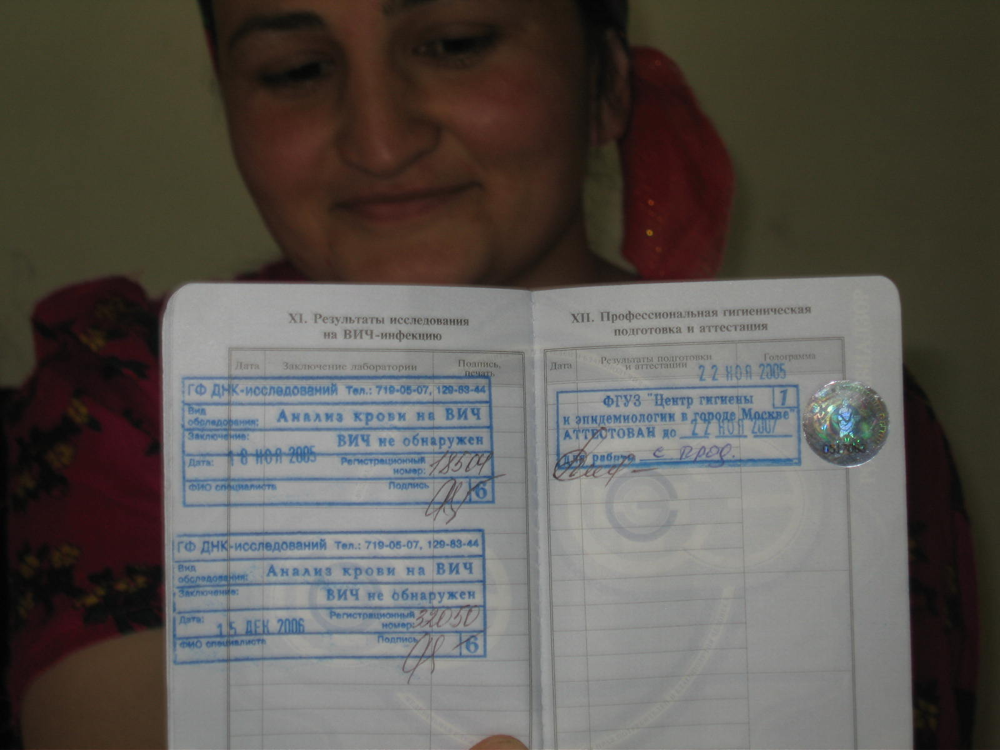 XI. Результаты исследования
на ВИЧ-инфекцию
Дата Заключение лаборатории Подпись, печать
ГФ ДНК-исследований Тел.: 719-05-07, 129-83-44
Вид обследования: Анализ крови на ВИЧ
Заключение: ВИЧ не обнаружен
Дата: 18 НОЯ 2005 Регистрационный номер: 18504
ФИО специалиста Подпись 6
ГФ ДНК-исследований Тел.: 719-05-07, 129-83-44
Вид обследования: Анализ крови на ВИЧ
Заключение: ВИЧ не обнаружен
Дата: 15 ДЕК 2006 Регистрационный номер: 32050
ФИО специалиста Подпись 6
XII. Профессиональная гигиеническая
подготовка и аттестация
Дата Результаты подготовки и аттестации Голограмма
22 НОЯ 2005
ФГУЗ "Центр гигиены 1
и эпидемиологии в городе Москве"
АТТЕСТОВАН до 22 НОЯ 2007
для работы с прод.